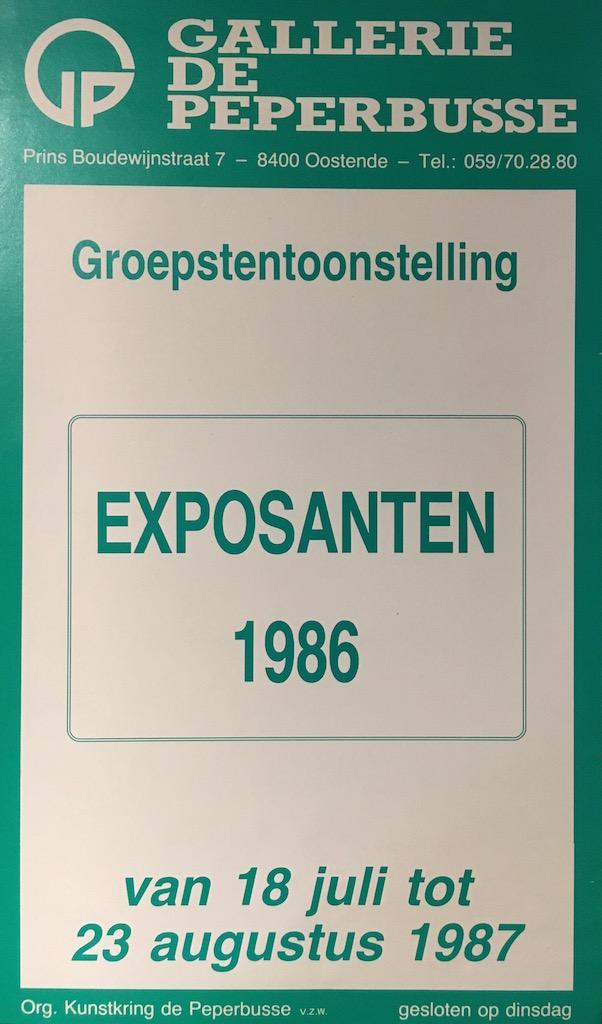 GP
GALLERIE
DE
PEPERBUSSE
Prins Boudewijnstraat 7 – 8400 Oostende – Tel.: 059/70.28.80
Groepstentoonstelling
EXPOSANTEN
1986
van 18 juli tot
23 augustus 1987
Org. Kunstkring de Peperbusse v.z.w. gesloten op dinsdag